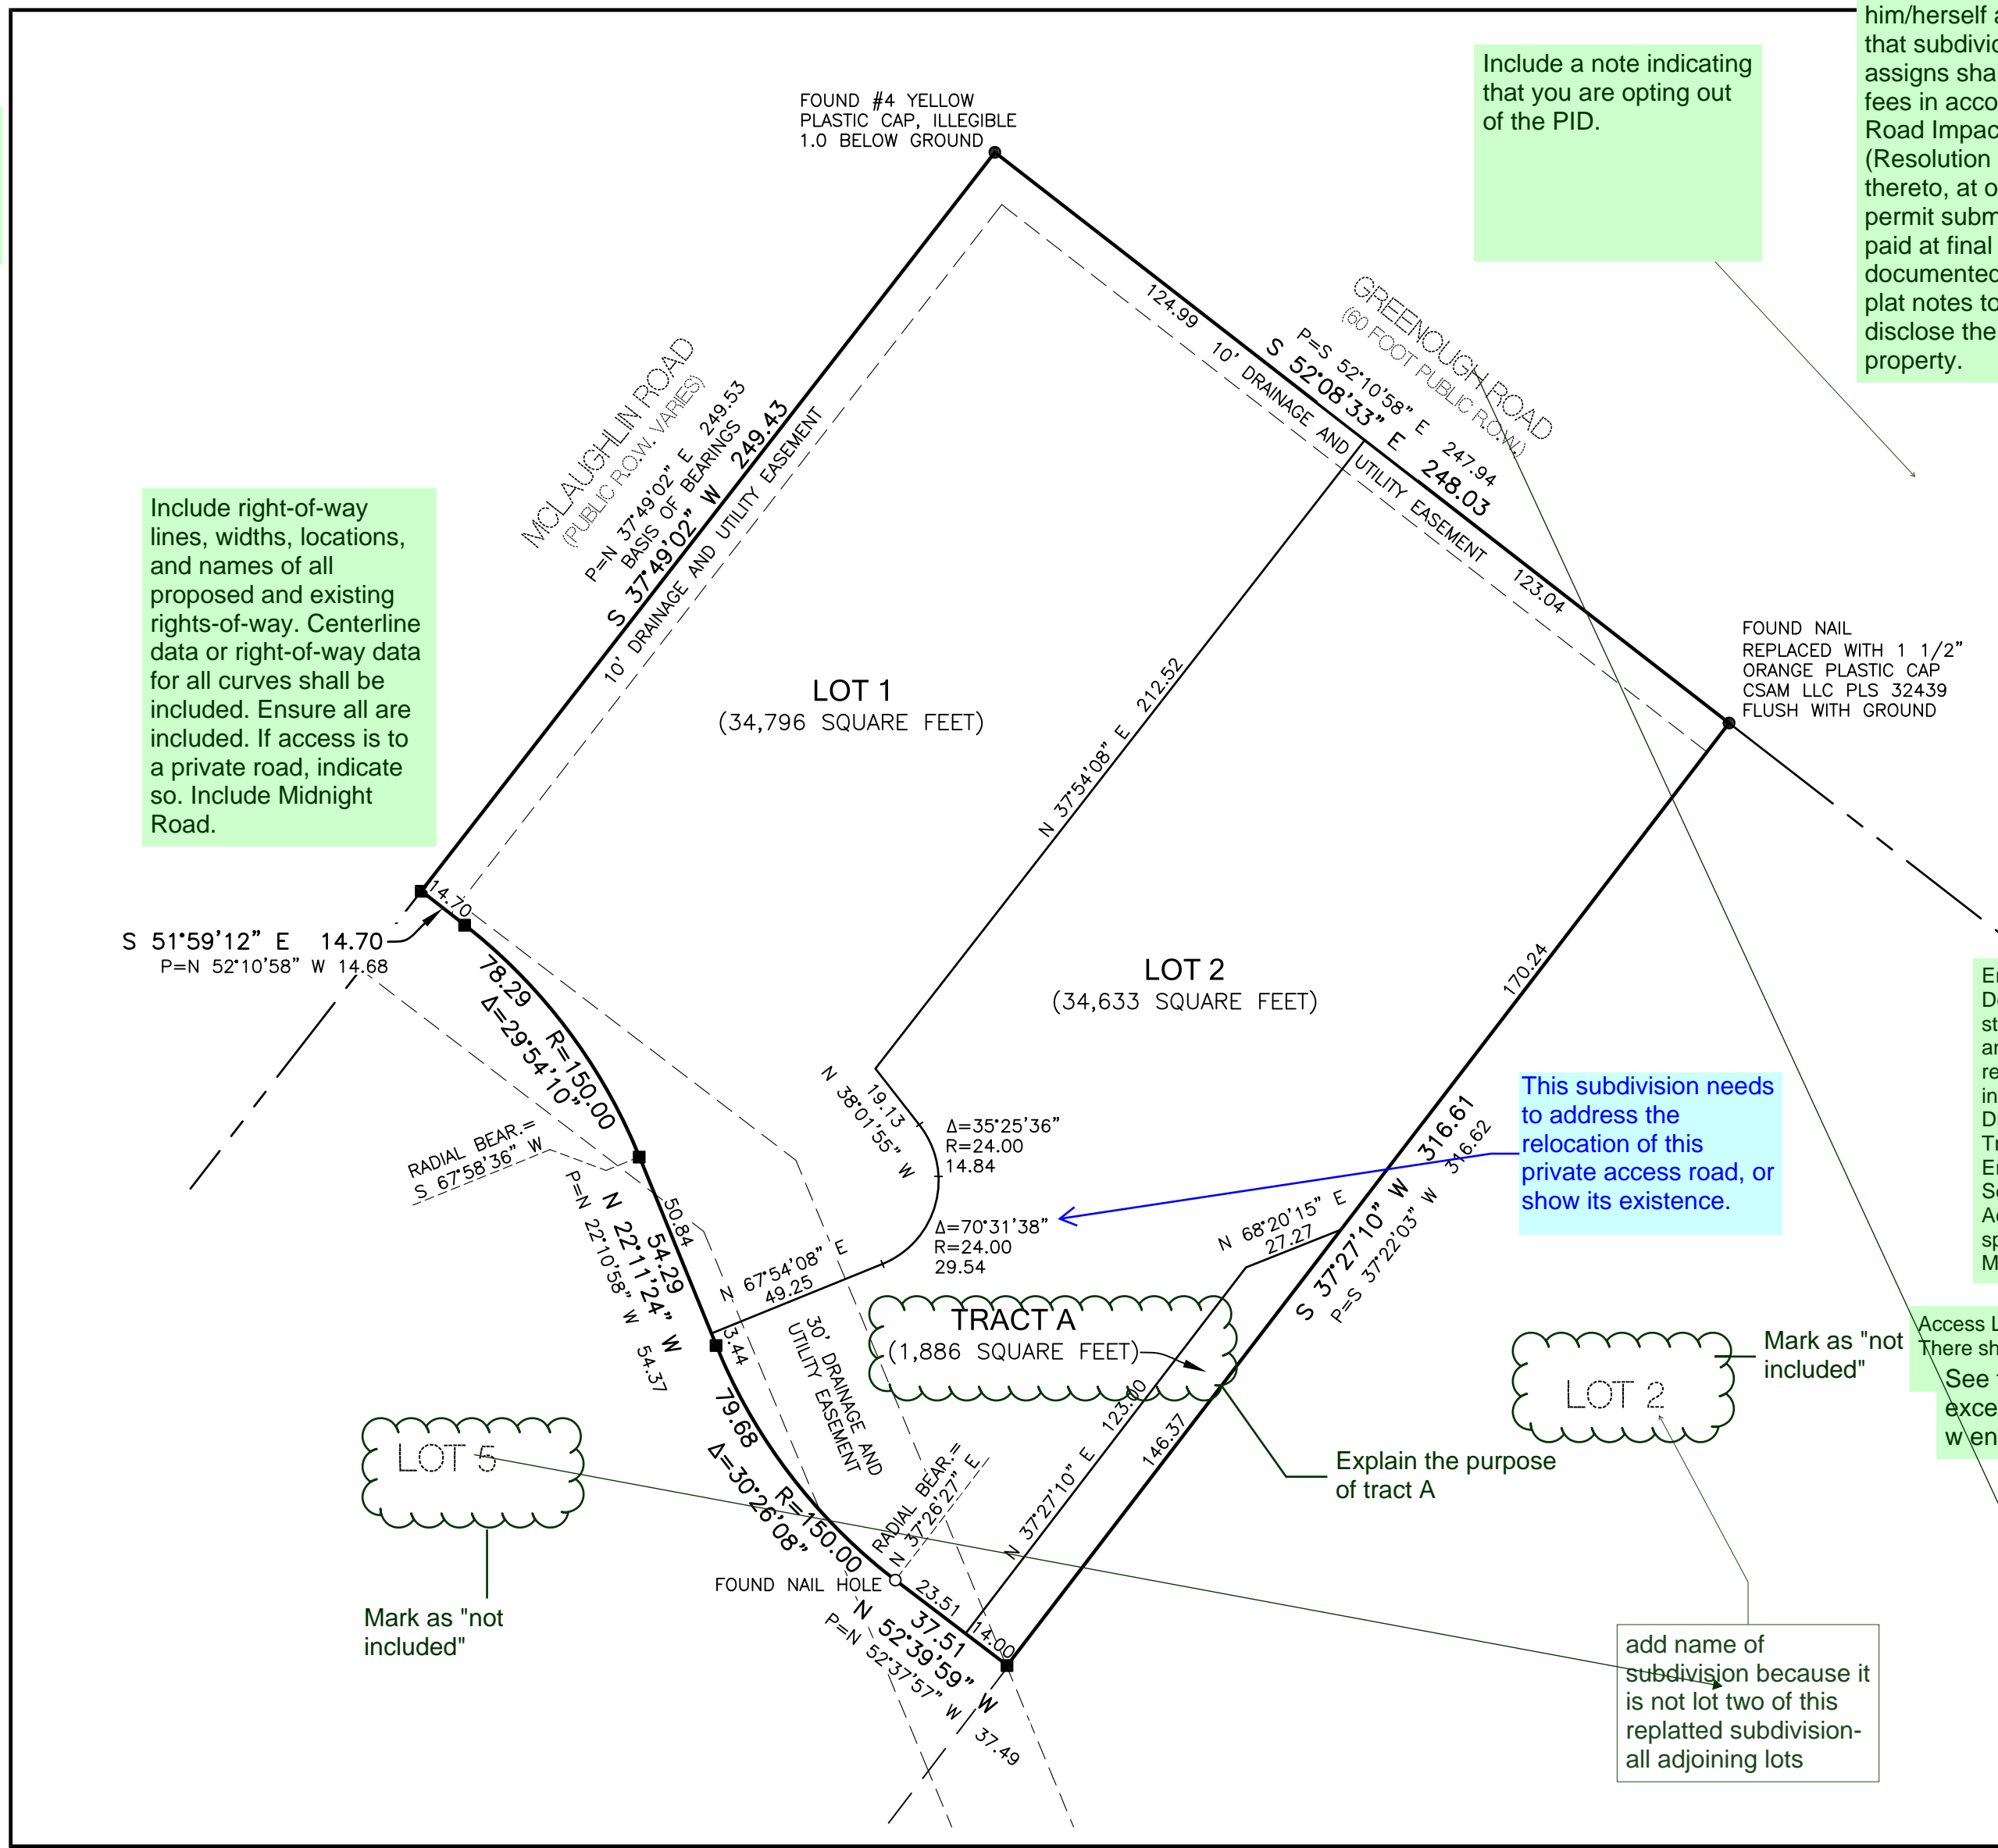 him/herself
that subdivi
assigns sha
fees in acco
Road Impac
(Resolution
thereto, at o
permit subm
paid at final
documented
plat notes to
disclose the
property.
Include a note indicating
that you are opting out
of the PID.
FOUND #4 YELLOW
PLASTIC CAP, ILLEGIBLE
1.0 BELOW GROUND
124.99
GREENOUGH ROAD
(60 FOOT PUBLIC R.O.W.)
P=S 52°10'58" E 247.94
S 52°08'33" E 248.03
10' DRAINAGE AND UTILITY EASEMENT
123.04
MCLAUGHLIN ROAD
(PUBLIC R.O.W. VARIES)
P=N 37°49'02" E 249.53
BASIS OF BEARINGS
S 37°49'02" W 249.43
10' DRAINAGE AND UTILITY EASEMENT
Include right-of-way
lines, widths, locations,
and names of all
proposed and existing
rights-of-way. Centerline
data or right-of-way data
for all curves shall be
included. Ensure all are
included. If access is to
a private road, indicate
so. Include Midnight
Road.
FOUND NAIL
REPLACED WITH 1 1/2"
ORANGE PLASTIC CAP
CSAM LLC PLS 32439
FLUSH WITH GROUND
LOT 1
(34,796 SQUARE FEET)
N 37°54'08" E 212.52
14.70
S 51°59'12" E 14.70
P=N 52°10'58" W 14.68
78.29
R=150.00
Δ=29°54'10"
LOT 2
(34,633 SQUARE FEET)
170.24
19.13
N 38°01'55" W
Δ=35°25'36"
R=24.00
14.84
This subdivision needs
to address the
relocation of this
private access road, or
show its existence.
RADIAL BEAR.=
S 67°58'36" W
50.84
N 22°11'24" W 54.29
P=N 22°10'58" W 54.37
Δ=70°31'38"
R=24.00
29.54
N 67°54'08" E
49.25
N 68°20'15" E
27.27
S 37°27'10" W 316.61
P=S 37°22'03" W 316.62
3.44
30' DRAINAGE AND
UTILITY EASEMENT
TRACT A
(1,886 SQUARE FEET)
Mark as "not
included"
LOT 2
Access L
There sh
See
exce
w en
79.68
R=150.00
Δ=30°26'08"
N 37°27'10" E 123.00
146.37
Explain the purpose
of tract A
LOT 5
RADIAL BEAR.=
N 37°26'27" E
FOUND NAIL HOLE
23.51
14.00
37.51
N 52°39'59" W
P=N 52°37'57" W 37.49
Mark as "not
included"
add name of
subdivision because it
is not lot two of this
replatted subdivision-
all adjoining lots